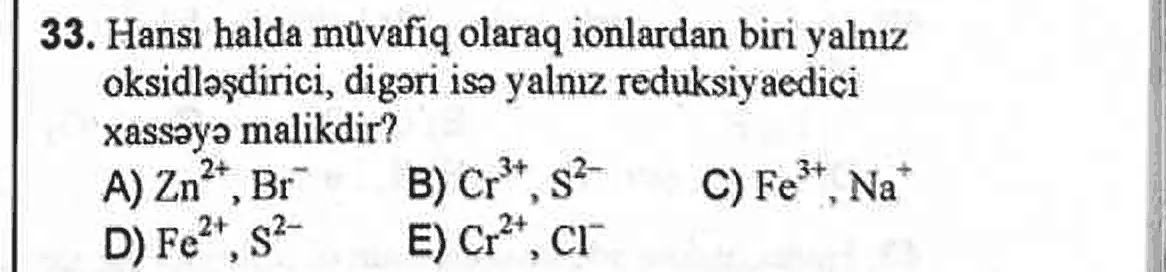 33. Hansı halda müvafiq olaraq ionlardan biri yalnız
oksidləşdirici, digəri isə yalnız reduksiyaedici
xassəyə malikdir?
A) Zn²⁺, Br⁻ B) Cr³⁺, S²⁻ C) Fe³⁺, Na⁺
D) Fe²⁺, S²⁻ E) Cr²⁺, Cl⁻